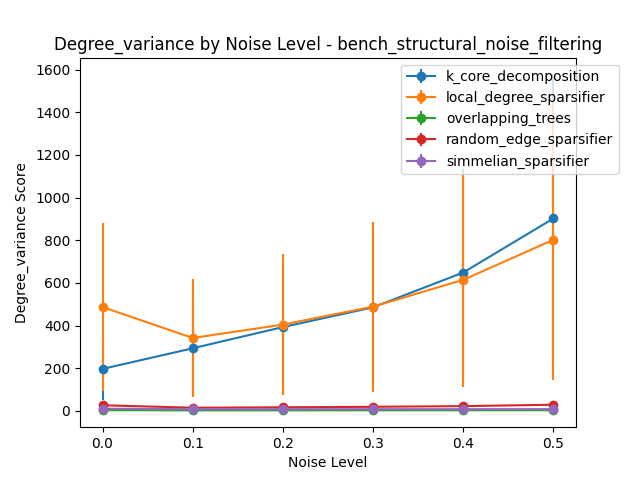 Degree_variance by Noise Level - bench_structural_noise_filtering
1600
1400
1200
1000
800
600
400
200
0
Degree_variance Score
k_core_decomposition
local_degree_sparsifier
overlapping_trees
random_edge_sparsifier
simmelian_sparsifier
0.0 0.1 0.2 0.3 0.4 0.5
Noise Level